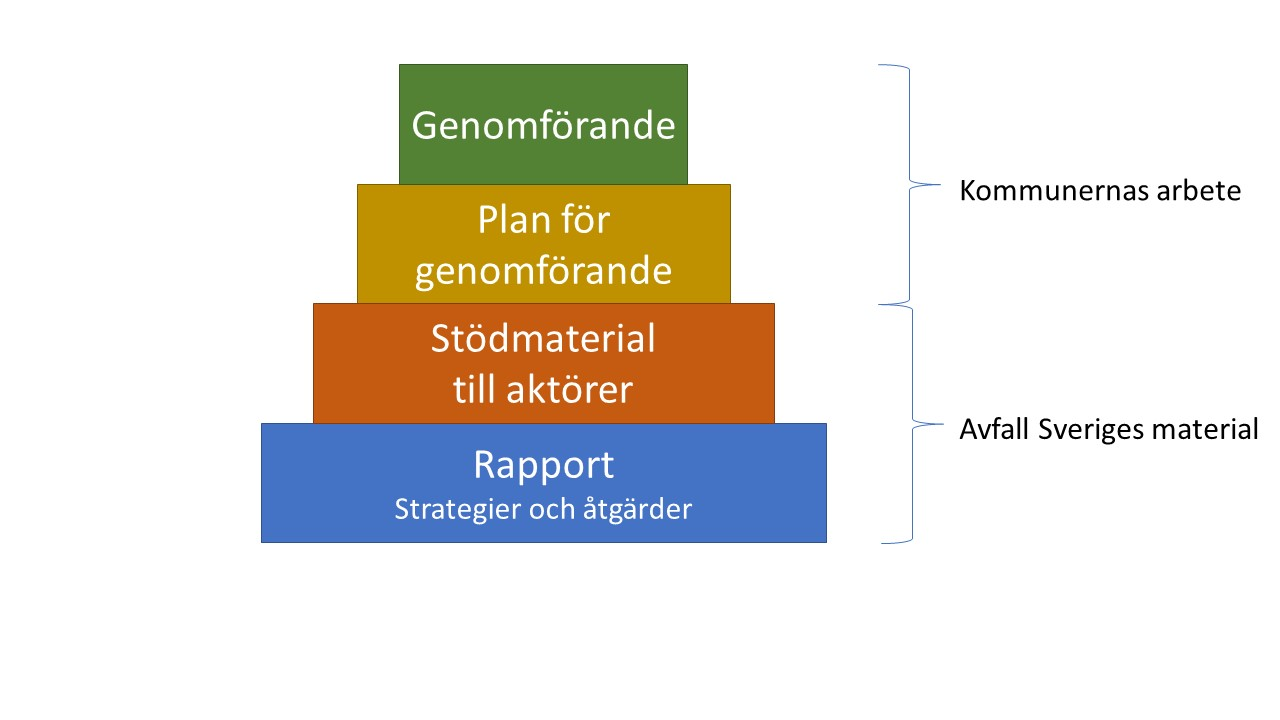 Genomförande
Plan för
genomförande
Stödmaterial
till aktörer
Rapport
Strategier och åtgärder
Kommunernas arbete
Avfall Sveriges material